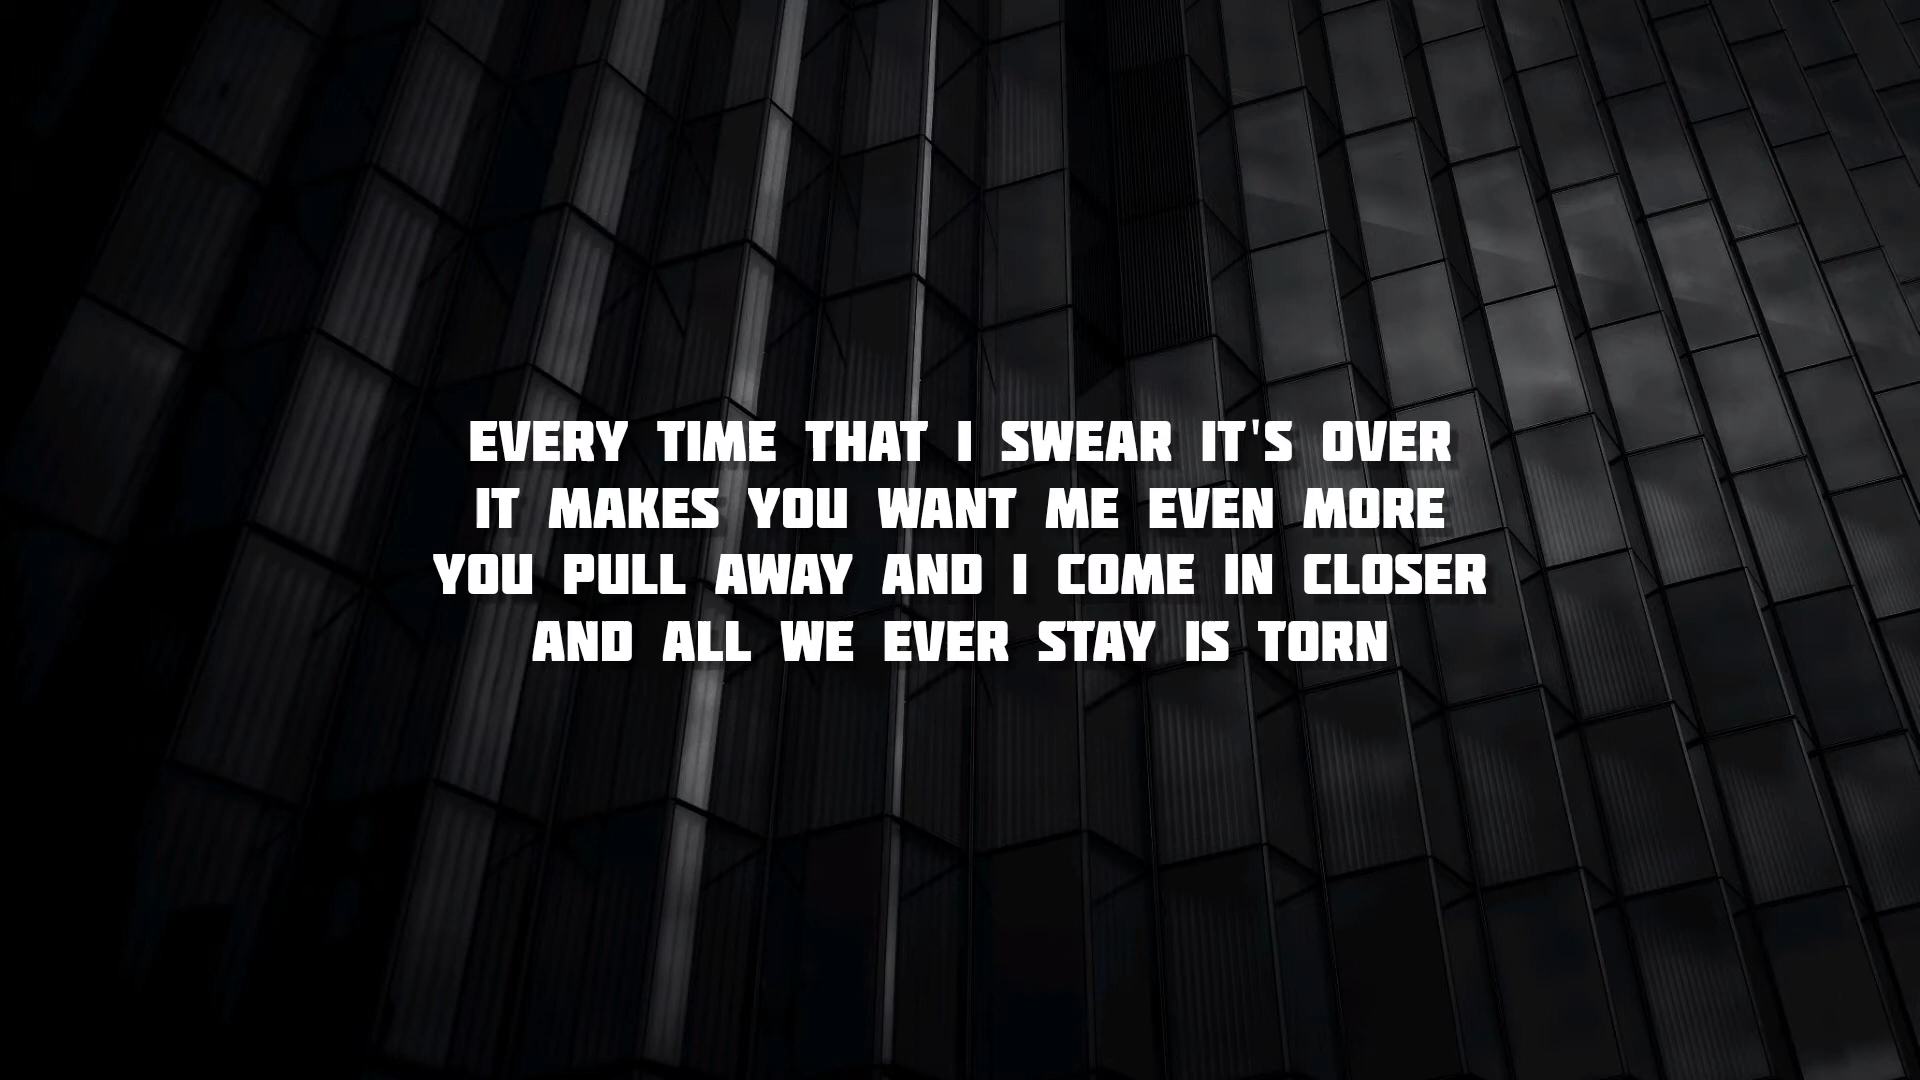 EVERY TIME THAT I SWEAR IT'S OVER
IT MAKES YOU WANT ME EVEN MORE
YOU PULL AWAY AND I COME IN CLOSER
AND ALL WE EVER STAY IS TORN